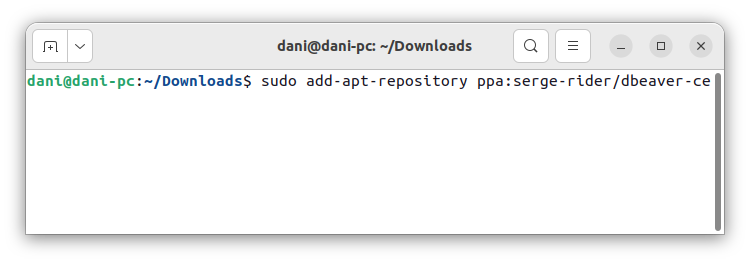 dani@dani-pc: ~/Downloads
dani@dani-pc:~/Downloads$ sudo add-apt-repository ppa:serge-rider/dbeaver-ce